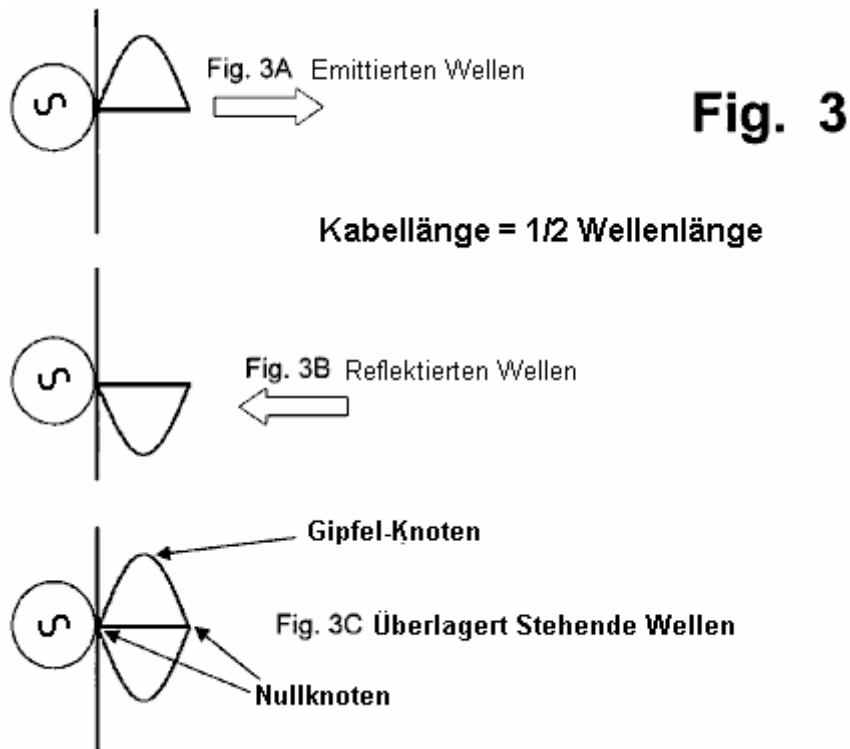 Fig. 3A Emittierten Wellen
Fig. 3
Kabellänge = 1/2 Wellenlänge
Fig. 3B Reflektierten Wellen
Gipfel-Knoten
Fig. 3C Überlagert Stehende Wellen
Nullknoten